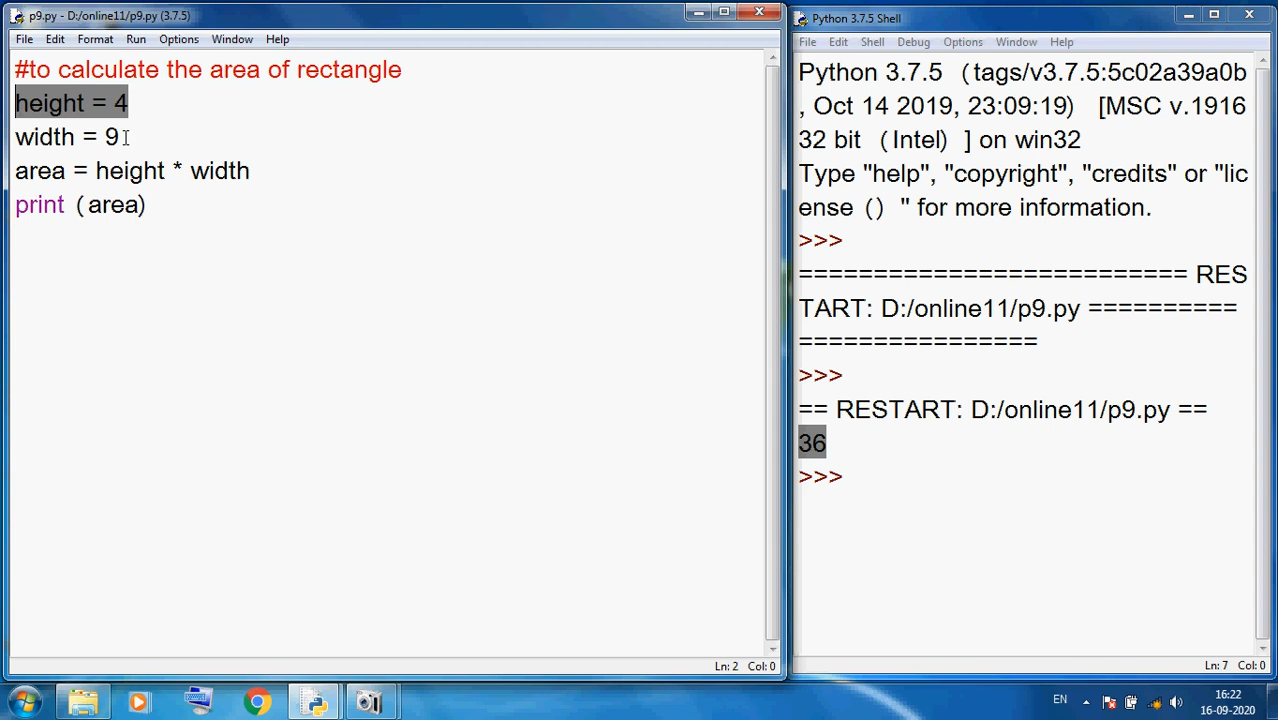 p9.py - D:/online11/p9.py (3.7.5)
File Edit Format Run Options Window Help
#to calculate the area of rectangle
height = 4
width = 9
area = height * width
print (area)
Ln: 2 Col: 0
Python 3.7.5 Shell
File Edit Shell Debug Options Window Help
Python 3.7.5 (tags/v3.7.5:5c02a39a0b
, Oct 14 2019, 23:09:19) [MSC v.1916
32 bit (Intel)] on win32
Type "help", "copyright", "credits" or "lic
ense ()" for more information.
>>>
========================== RES
TART: D:/online11/p9.py ==========
================
>>>
== RESTART: D:/online11/p9.py ==
36
>>>
Ln: 7 Col: 0
EN
16:22
16-09-2020